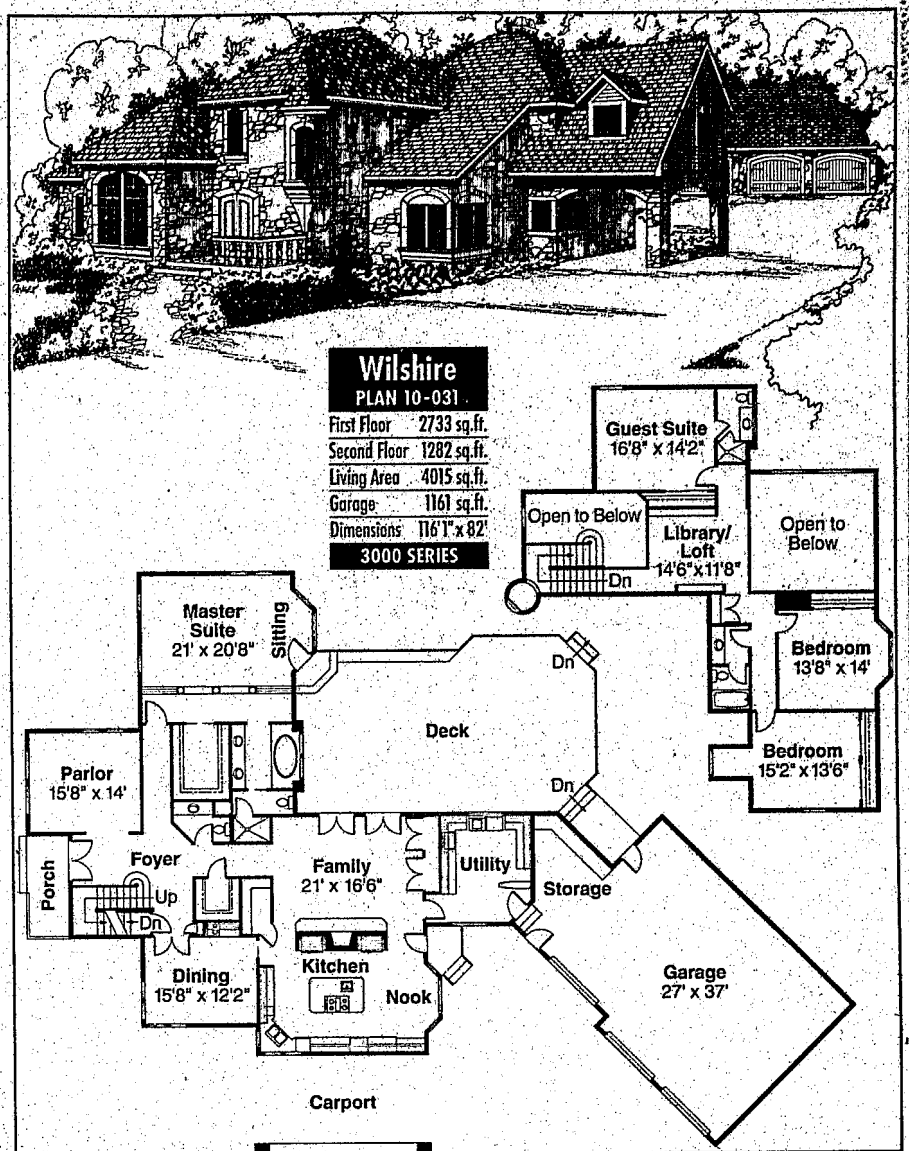 Wilshire
PLAN 10-031
First Floor 2733 sq.ft.
Second Floor 1282 sq.ft.
Living Area 4015 sq.ft.
Garage 1161 sq.ft.
Dimensions 116'1" x 82'
3000 SERIES
Guest Suite
16'8" x 14'2"
Open to Below
Library/
Loft
14'6"x11'8"
Open to
Below
Dn
Bedroom
13'8" x 14'
Bedroom
15'2" x 13'6"
Master
Suite
21' x 20'8"
Sitting
Dn
Deck
Dn
Parlor
15'8" x 14'
Porch
Foyer
Up
Dn
Family
21' x 16'6"
Utility
Storage
Dining
15'8" x 12'2"
Kitchen
Nook
Garage
27' x 37'
Carport